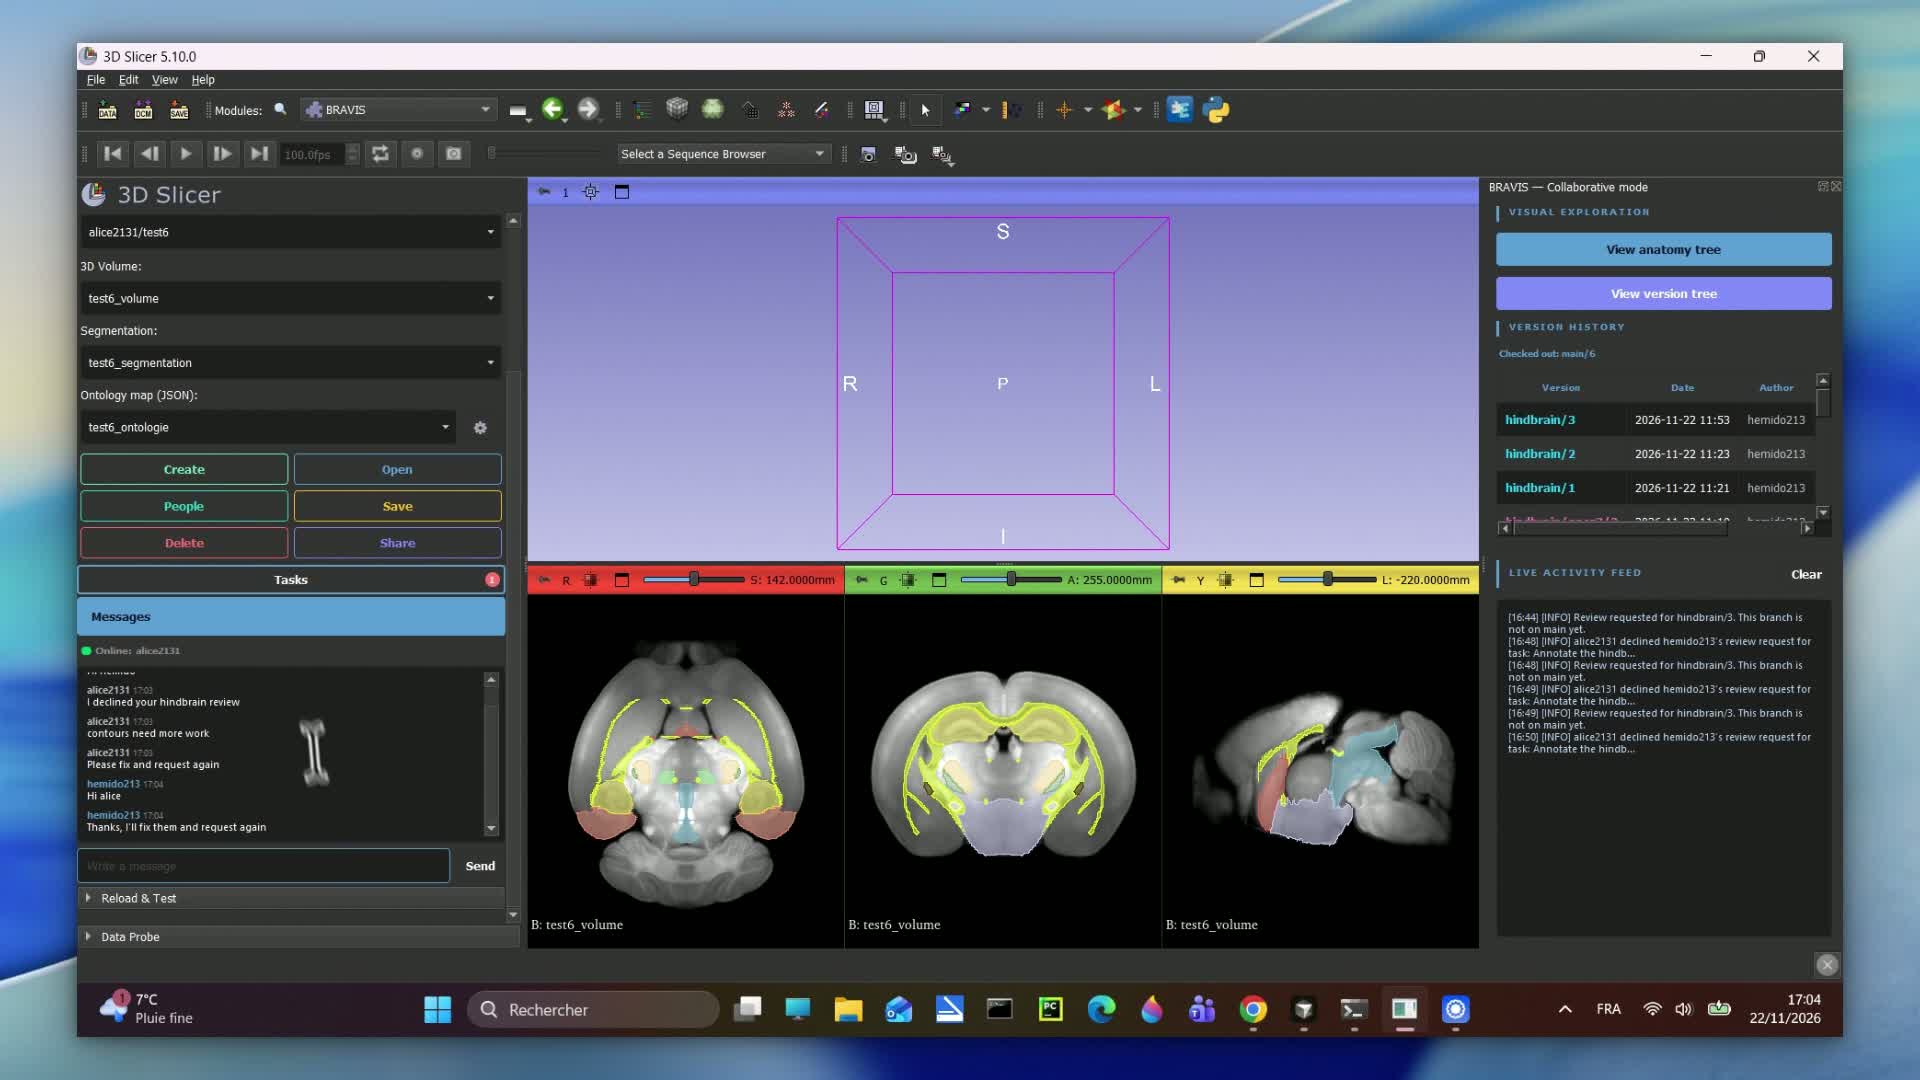 3D Slicer 5.10.0
File Edit View Help
DATA DCM SAVE Modules: BRAVIS
100.0fps Select a Sequence Browser
3D Slicer
alice2131/test6
3D Volume:
test6_volume
Segmentation:
test6_segmentation
Ontology map (JSON):
test6_ontologie
Create Open
People Save
Delete Share
Tasks 1
Messages
Online: alice2131
alice2131 17:03
I declined your hindbrain review
alice2131 17:03
contours need more work
alice2131 17:03
Please fix and request again
hemido213 17:04
Hi alice
hemido213 17:04
Thanks, I'll fix them and request again
Write a message Send
Reload & Test
Data Probe
1
S
R P L
I
R S: 142.0000mm
B: test6_volume
G A: 255.0000mm
B: test6_volume
Y L: -220.0000mm
B: test6_volume
BRAVIS — Collaborative mode
VISUAL EXPLORATION
View anatomy tree
View version tree
VERSION HISTORY
Checked out: main/6
Version Date Author
hindbrain/3 2026-11-22 11:53 hemido213
hindbrain/2 2026-11-22 11:23 hemido213
hindbrain/1 2026-11-22 11:21 hemido213
LIVE ACTIVITY FEED
Clear
[16:44] [INFO] Review requested for hindbrain/3. This branch is
not on main yet.
[16:48] [INFO] alice2131 declined hemido213's review request for
task: Annotate the hindb...
[16:48] [INFO] Review requested for hindbrain/3. This branch is
not on main yet.
[16:49] [INFO] alice2131 declined hemido213's review request for
task: Annotate the hindb...
[16:49] [INFO] Review requested for hindbrain/3. This branch is
not on main yet.
[16:50] [INFO] alice2131 declined hemido213's review request for
task: Annotate the hindb...
1 7°C
Pluie fine
Rechercher
PC
FRA
17:04
22/11/2026